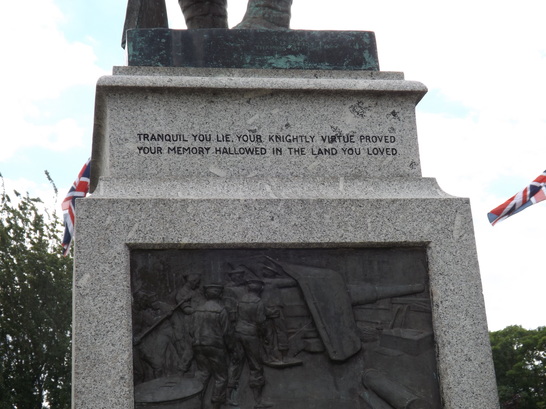 TRANQUIL YOU LIE, YOUR KNIGHTLY VIRTUE PROVED
YOUR MEMORY HALLOWED IN THE LAND YOU LOVED